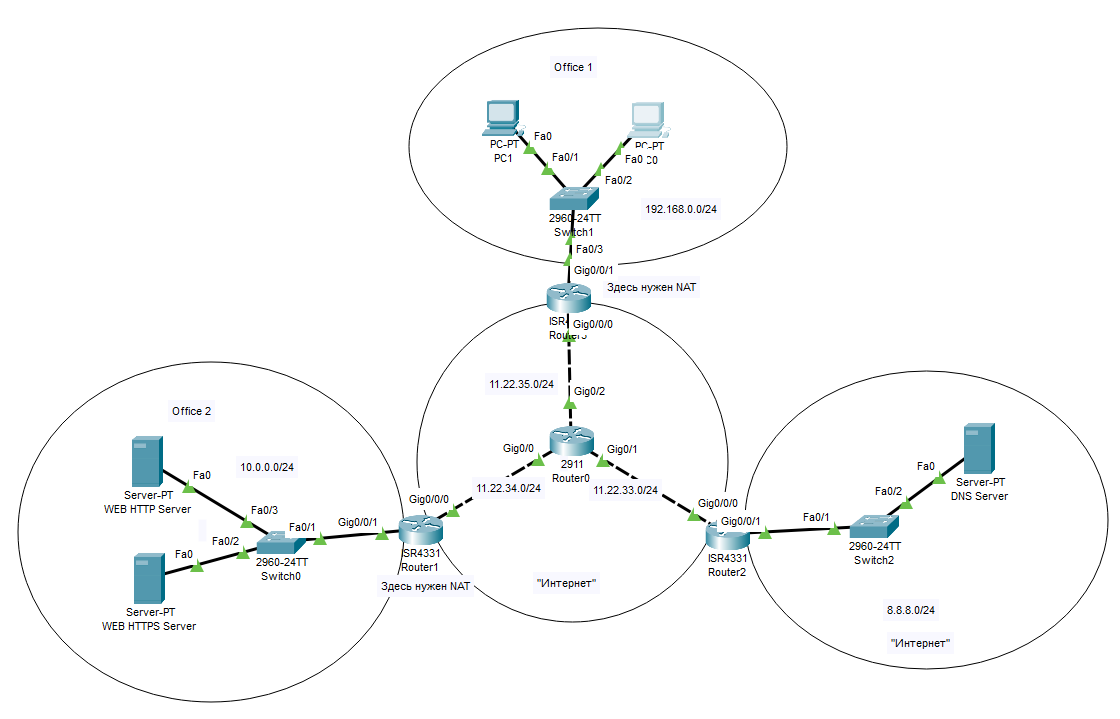 Office 1
PC-PT
PC1
Fa0
Fa0/1
PC-PT
C0
Fa0
Fa0/2
192.168.0.0/24
2960-24TT
Switch1
Fa0/3
Gig0/0/1
Здесь нужен NAT
Gig0/0/0
11.22.35.0/24
Gig0/2
Gig0/0
Gig0/1
2911
Router0
11.22.34.0/24
11.22.33.0/24
Gig0/0/0
Gig0/0/0
"Интернет"
Office 2
10.0.0.0/24
Fa0
Server-PT
WEB HTTP Server
Fa0/3
Fa0/1
Gig0/0/1
Fa0
Fa0/2
2960-24TT
Switch0
Server-PT
WEB HTTPS Server
ISR4331
Router1
Здесь нужен NAT
Gig0/0/1
ISR4331
Router2
Fa0/1
Fa0/2
Fa0
Server-PT
DNS Server
2960-24TT
Switch2
8.8.8.0/24
"Интернет"